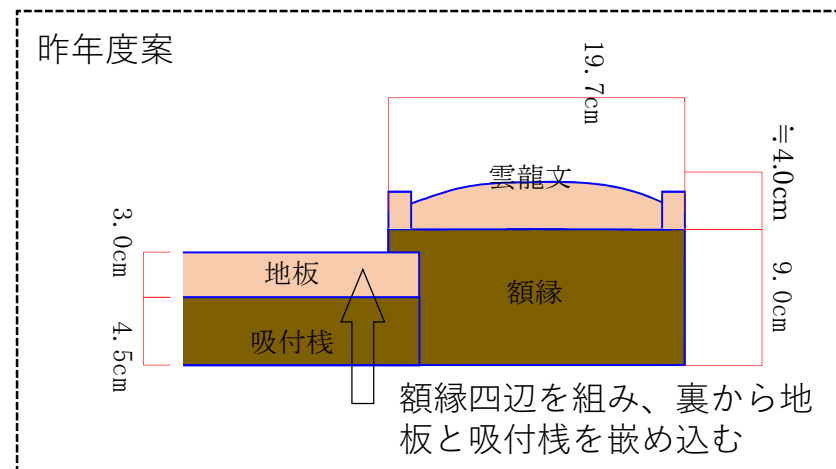 昨年度案
19.7cm
≒4.0cm
雲龍文
3.0cm
地板
額縁
9.0cm
4.5cm
吸付桟
額縁四辺を組み、裏から地
板と吸付桟を嵌め込む